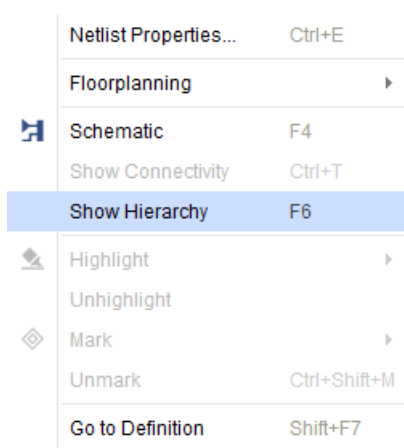 Netlist Properties... Ctrl+E
Floorplanning
Schematic F4
Show Connectivity Ctrl+T
Show Hierarchy F6
Highlight
Unhighlight
Mark
Unmark Ctrl+Shift+M
Go to Definition Shift+F7